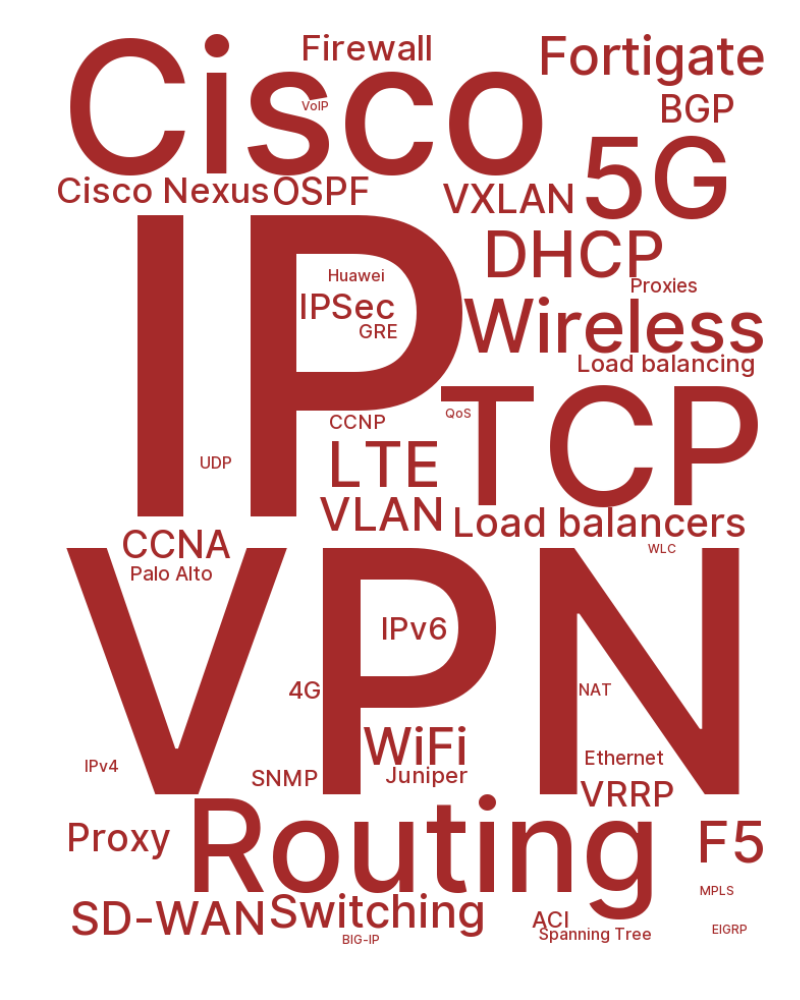 Firewall
Fortigate
Cisco
VoIP
BGP
5G
Cisco Nexus
OSPF
VXLAN
DHCP
IP
Huawei
Proxies
IPSec
GRE
Wireless
Load balancing
TCP
QoS
CCNP
LTE
UDP
VLAN
Load balancers
CCNA
WLC
Palo Alto
VPN
IPv6
4G
NAT
WiFi
Ethernet
IPv4
SNMP
Juniper
VRRP
Proxy
Routing
F5
MPLS
SD-WAN
Switching
ACI
EIGRP
Spanning Tree
BIG-IP